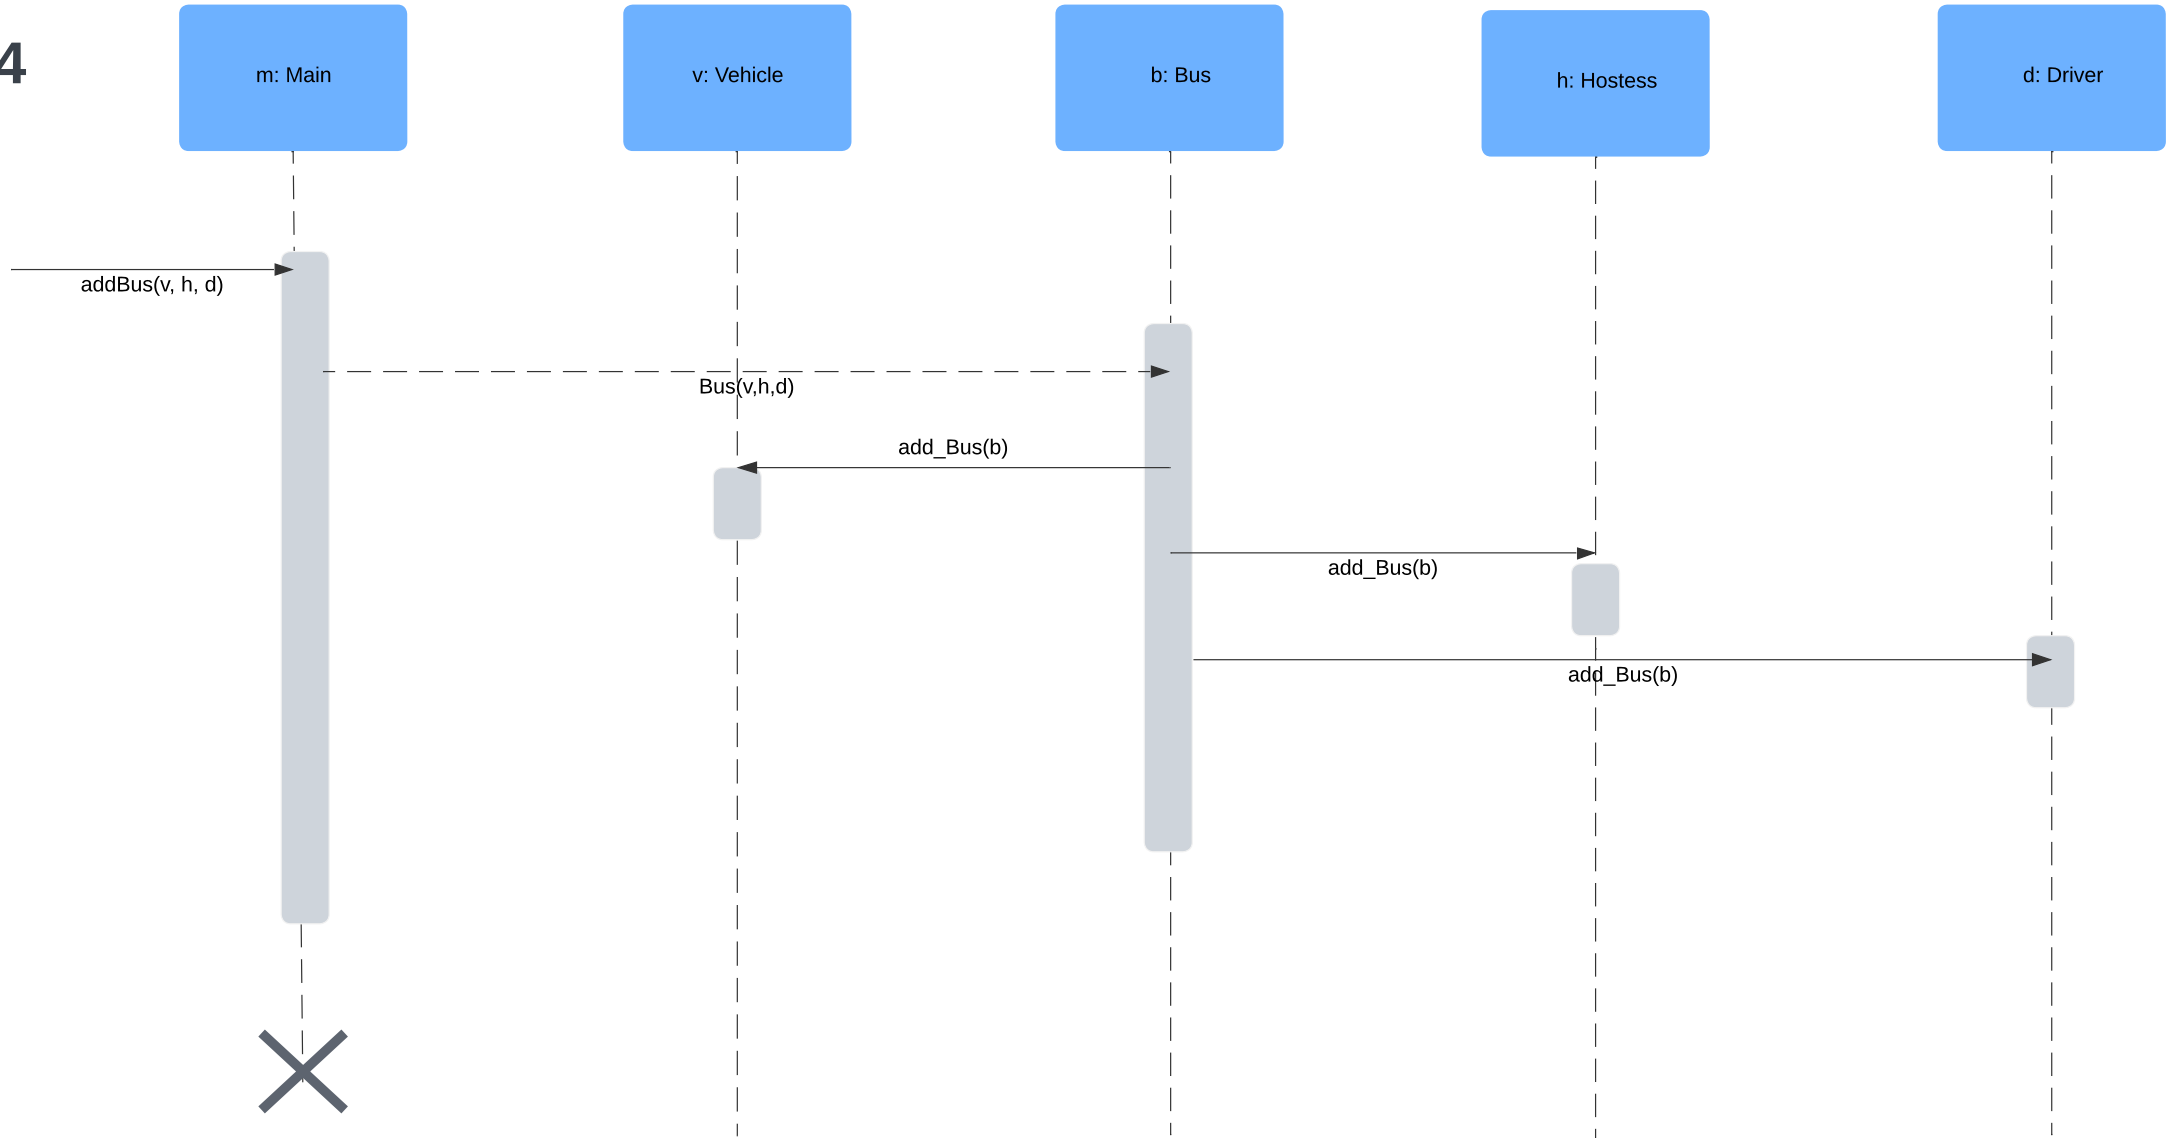 4
m: Main
v: Vehicle
b: Bus
h: Hostess
d: Driver
addBus(v, h, d)
Bus(v,h,d)
add_Bus(b)
add_Bus(b)
add_Bus(b)